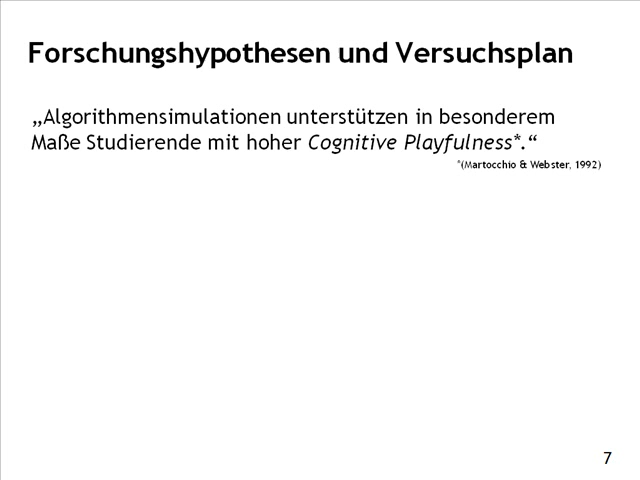 Forschungshypothesen und Versuchsplan
„Algorithmensimulationen unterstützen in besonderem
Maße Studierende mit hoher Cognitive Playfulness*.“
*(Martocchio & Webster, 1992)
7